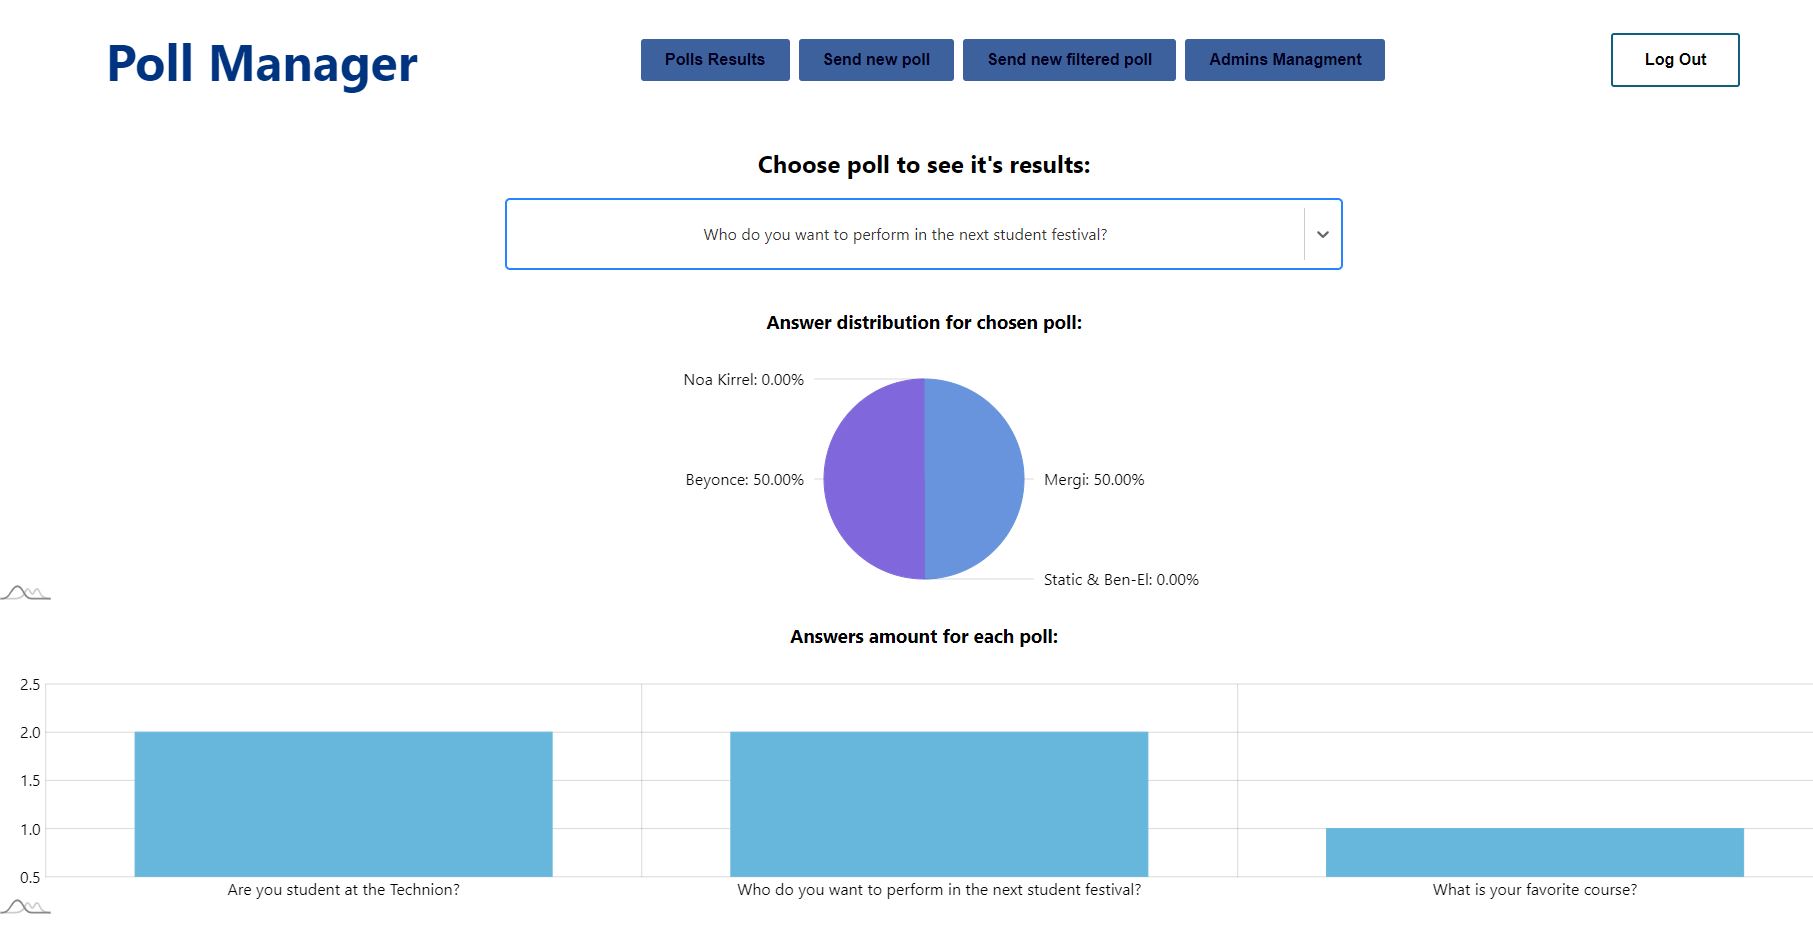 Poll Manager
Polls Results
Send new poll
Send new filtered poll
Admins Managment
Log Out
Choose poll to see it's results:
Who do you want to perform in the next student festival?
Answer distribution for chosen poll:
Noa Kirrel: 0.00%
Beyonce: 50.00%
Mergi: 50.00%
Static & Ben-El: 0.00%
Answers amount for each poll:
2.5
2.0
1.5
1.0
0.5
Are you student at the Technion?
Who do you want to perform in the next student festival?
What is your favorite course?